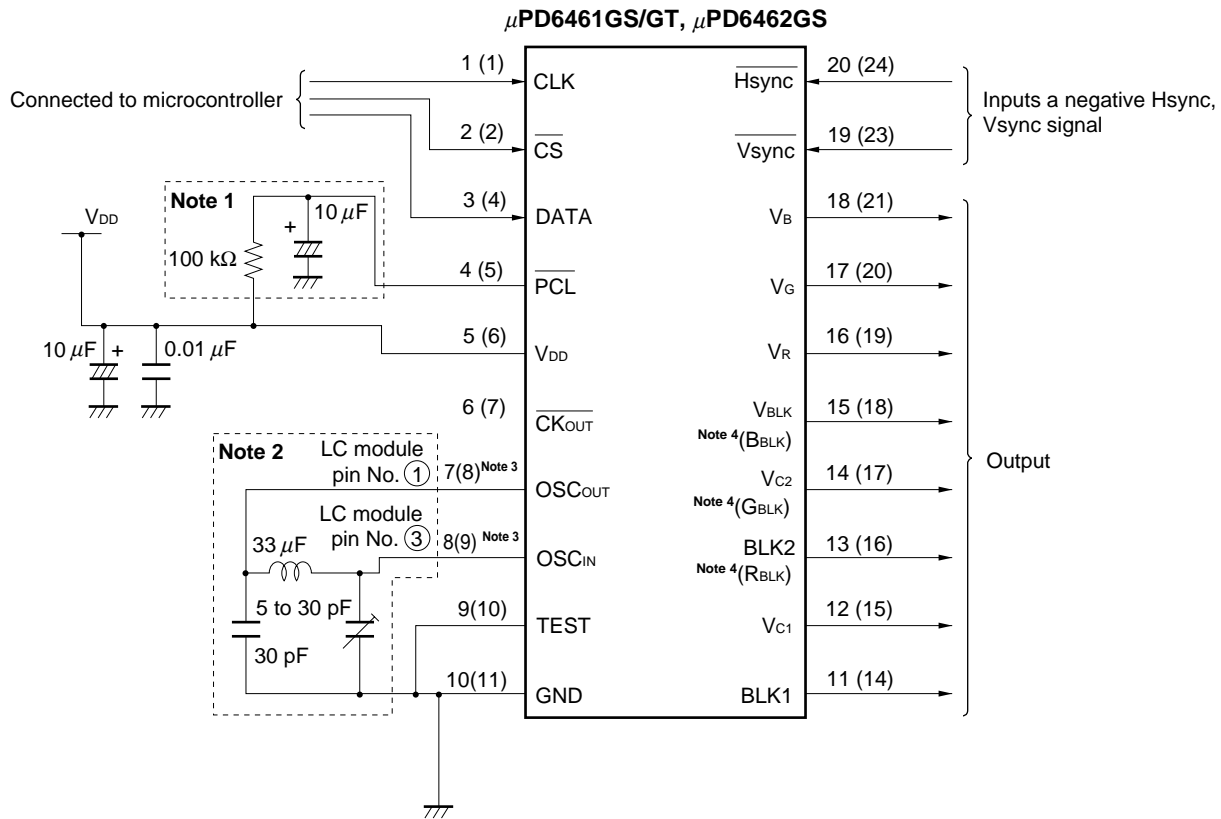 μPD6461GS/GT, μPD6462GS
Connected to microcontroller
1 (1)
CLK
2 (2)
CS
3 (4)
DATA
Note 1
VDD
100 kΩ
10 μF
+
4 (5)
PCL
10 μF
+
0.01 μF
5 (6)
VDD
6 (7)
CKOUT
Note 2
LC module
pin No. ①
7(8) Note 3
OSCOUT
LC module
pin No. ③
8(9) Note 3
OSCIN
33 μF
5 to 30 pF
30 pF
9(10)
TEST
10(11)
GND
Hsync
20 (24)
Inputs a negative Hsync,
Vsync signal
Vsync
19 (23)
VB
18 (21)
VG
17 (20)
VR
16 (19)
VBLK
Note 4(BBLK)
15 (18)
Output
VC2
Note 4(GBLK)
14 (17)
BLK2
Note 4(RBLK)
13 (16)
VC1
12 (15)
BLK1
11 (14)